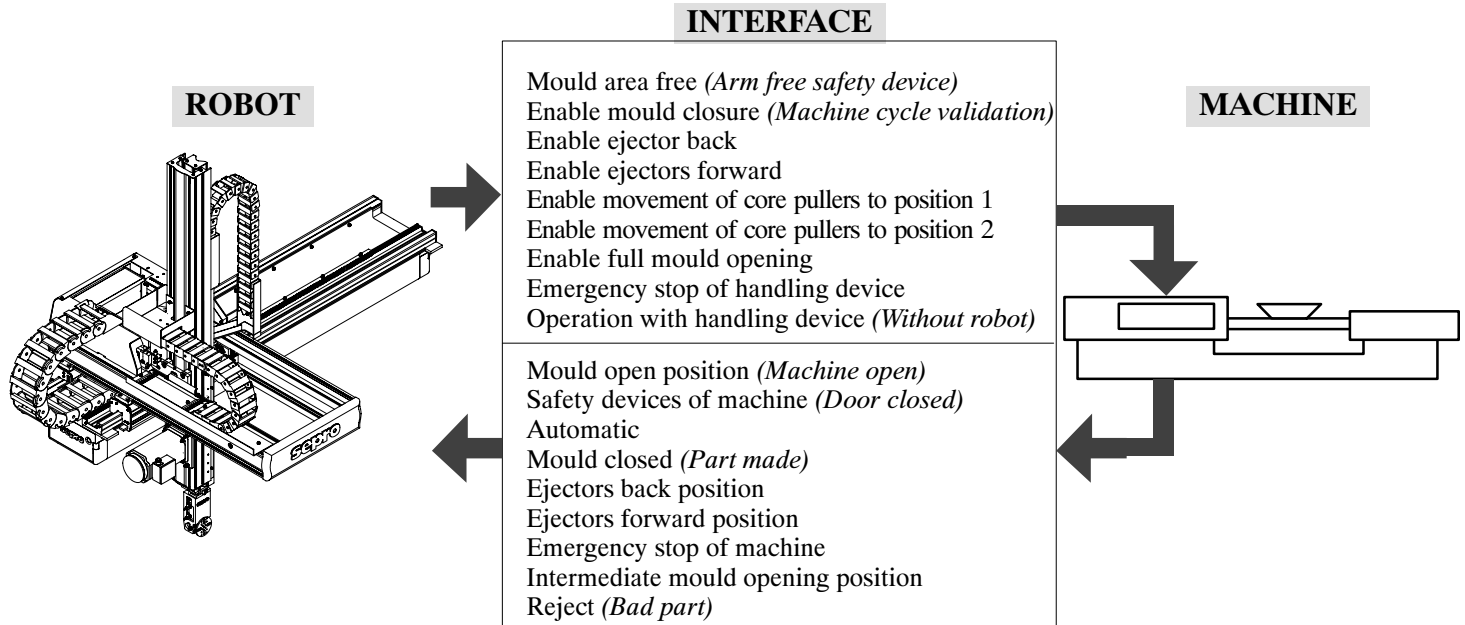 INTERFACE
ROBOT
MACHINE
Mould area free (Arm free safety device)
Enable mould closure (Machine cycle validation)
Enable ejector back
Enable ejectors forward
Enable movement of core pullers to position 1
Enable movement of core pullers to position 2
Enable full mould opening
Emergency stop of handling device
Operation with handling device (Without robot)
Mould open position (Machine open)
Safety devices of machine (Door closed)
Automatic
Mould closed (Part made)
Ejectors back position
Ejectors forward position
Emergency stop of machine
Intermediate mould opening position
Reject (Bad part)
sepro